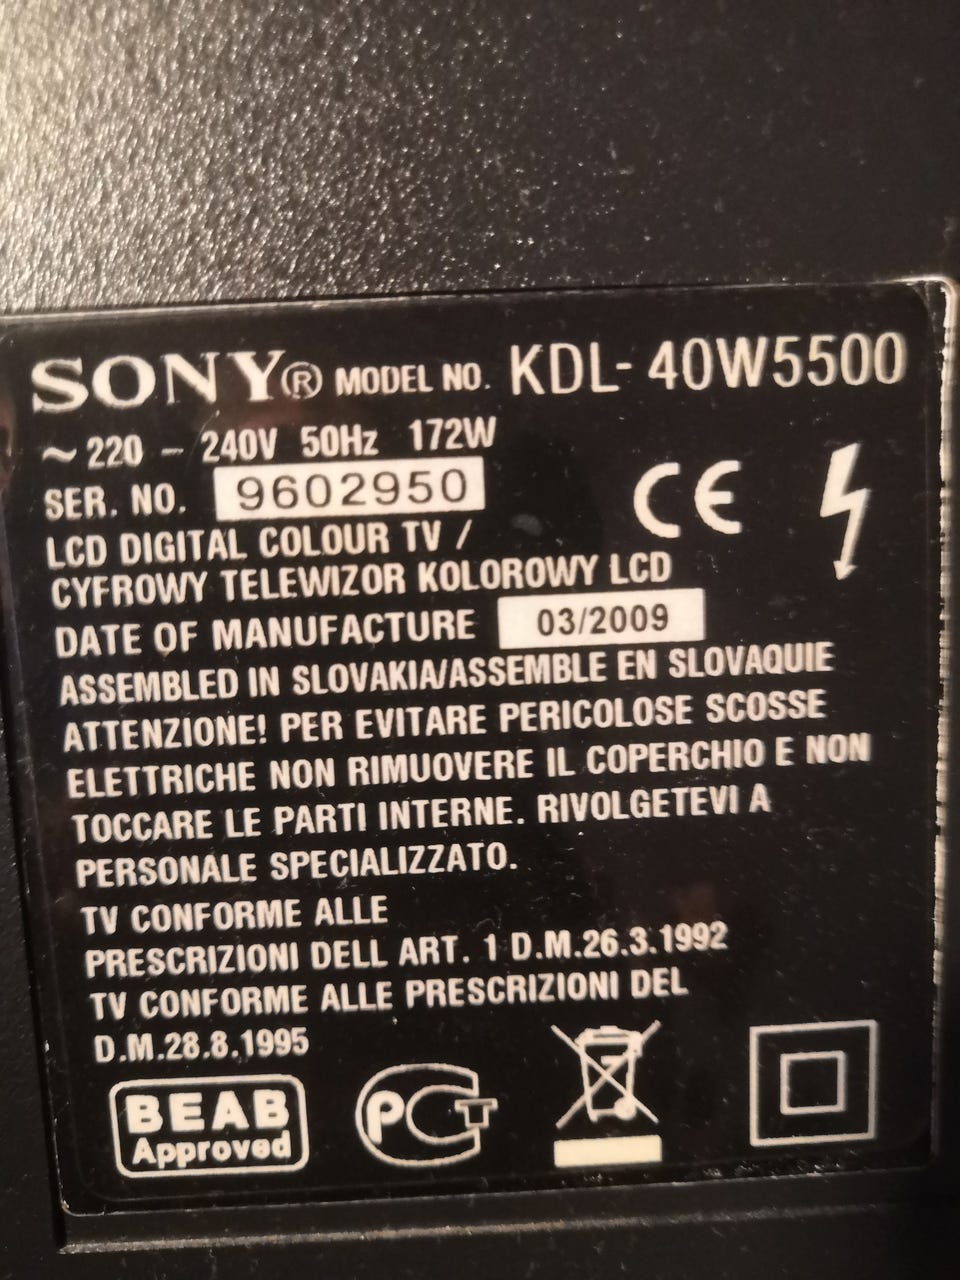 SONY® MODEL NO. KDL-40W5500
~ 220 - 240V 50Hz 172W
SER. NO. 9602950
LCD DIGITAL COLOUR TV /
CYFROWY TELEWIZOR KOLOROWY LCD
DATE OF MANUFACTURE 03/2009
ASSEMBLED IN SLOVAKIA/ASSEMBLE EN SLOVAQUIE
ATTENZIONE! PER EVITARE PERICOLOSE SCOSSE
ELETTRICHE NON RIMUOVERE IL COPERCHIO E NON
TOCCARE LE PARTI INTERNE. RIVOLGETEVI A
PERSONALE SPECIALIZZATO.
TV CONFORME ALLE
PRESCRIZIONI DELL ART. 1 D.M.26.3.1992
TV CONFORME ALLE PRESCRIZIONI DEL
D.M.28.8.1995
CE
BEAB
Approved
PCT